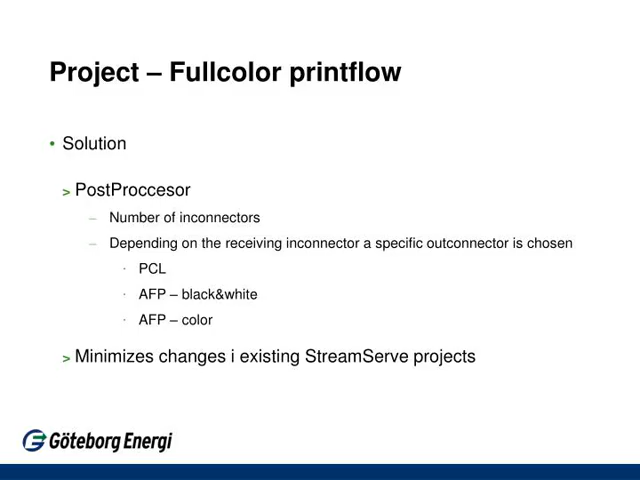 Project – Fullcolor printflow
• Solution
> PostProccesor
– Number of inconnectors
– Depending on the receiving inconnector a specific outconnector is chosen
· PCL
· AFP – black&white
· AFP – color
> Minimizes changes i existing StreamServe projects
Göteborg Energi